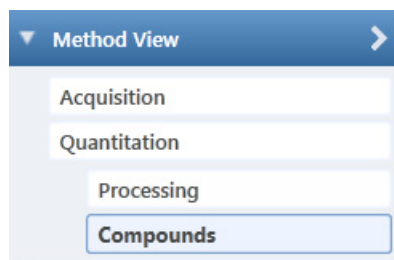 Method View
Acquisition
Quantitation
Processing
Compounds